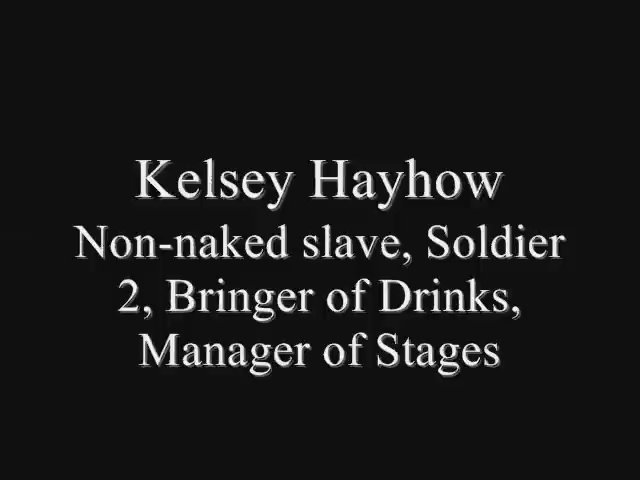 Kelsey Hayhow
Non-naked slave, Soldier
2, Bringer of Drinks,
Manager of Stages